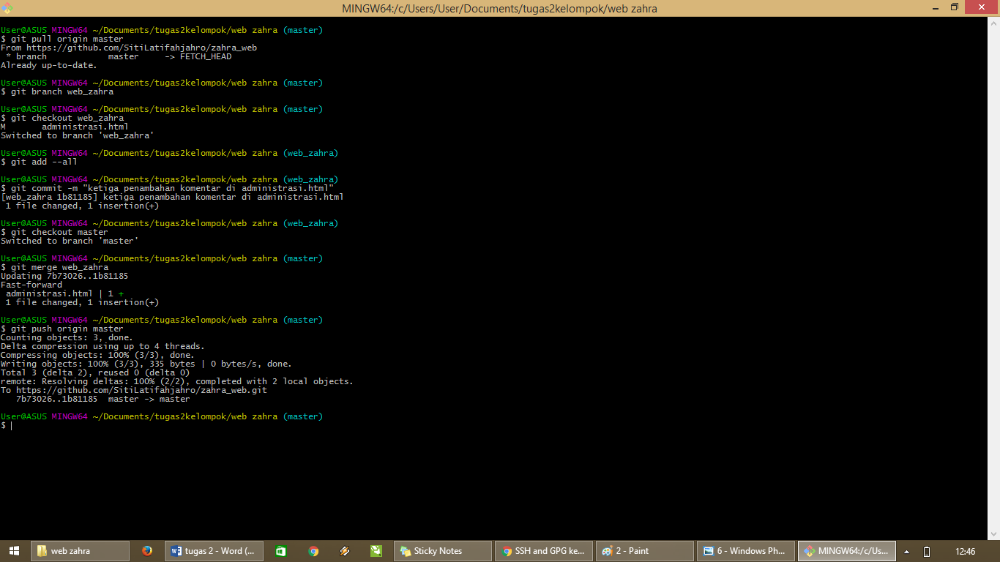 MINGW64:/c/Users/User/Documents/tugas2kelompok/web zahra
User@ASUS MINGW64 ~/Documents/tugas2kelompok/web zahra (master)
$ git pull origin master
From https://github.com/SitiLatifahjahro/zahra_web
 * branch            master     -> FETCH_HEAD
Already up-to-date.
User@ASUS MINGW64 ~/Documents/tugas2kelompok/web zahra (master)
$ git branch web_zahra
User@ASUS MINGW64 ~/Documents/tugas2kelompok/web zahra (master)
$ git checkout web_zahra
M       administrasi.html
Switched to branch 'web_zahra'
User@ASUS MINGW64 ~/Documents/tugas2kelompok/web zahra (web_zahra)
$ git add --all
User@ASUS MINGW64 ~/Documents/tugas2kelompok/web zahra (web_zahra)
$ git commit -m "ketiga penambahan komentar di administrasi.html"
[web_zahra 1b81185] ketiga penambahan komentar di administrasi.html
 1 file changed, 1 insertion(+)
User@ASUS MINGW64 ~/Documents/tugas2kelompok/web zahra (web_zahra)
$ git checkout master
Switched to branch 'master'
User@ASUS MINGW64 ~/Documents/tugas2kelompok/web zahra (master)
$ git merge web_zahra
Updating 7b73026..1b81185
Fast-forward
 administrasi.html | 1 +
 1 file changed, 1 insertion(+)
User@ASUS MINGW64 ~/Documents/tugas2kelompok/web zahra (master)
$ git push origin master
Counting objects: 3, done.
Delta compression using up to 4 threads.
Compressing objects: 100% (3/3), done.
Writing objects: 100% (3/3), 335 bytes | 0 bytes/s, done.
Total 3 (delta 2), reused 0 (delta 0)
remote: Resolving deltas: 100% (2/2), completed with 2 local objects.
To https://github.com/SitiLatifahjahro/zahra_web.git
   7b73026..1b81185  master -> master
User@ASUS MINGW64 ~/Documents/tugas2kelompok/web zahra (master)
$
web zahra tugas 2 - Word (... Sticky Notes SSH and GPG ke... 2 - Paint 6 - Windows Ph... MINGW64:/c/Us... 12:46